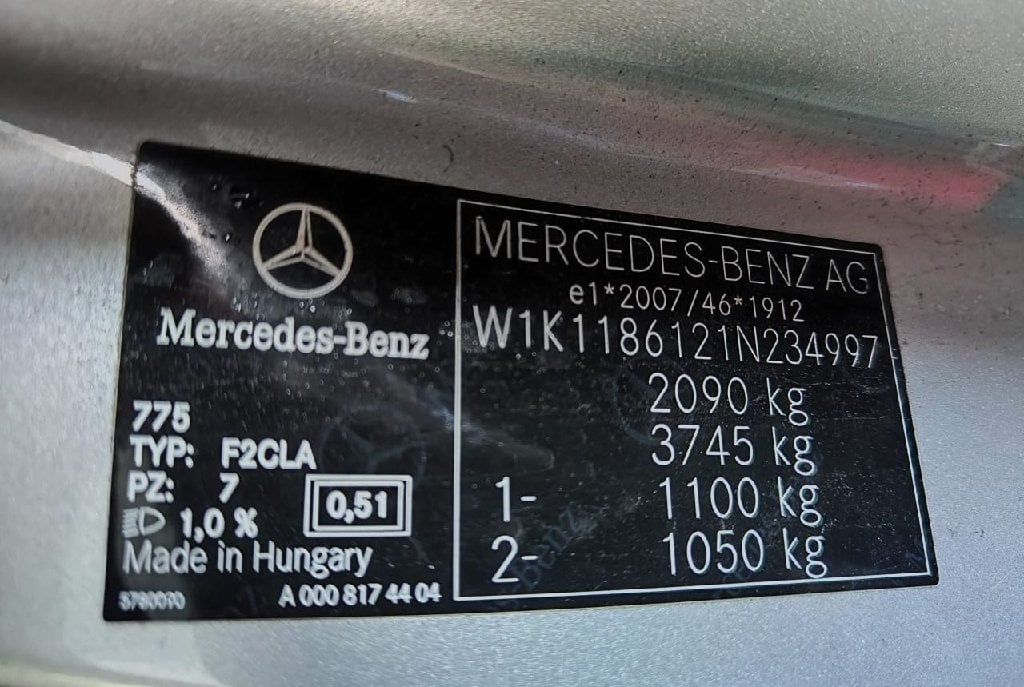 Mercedes-Benz
775
TYP: F2CLA
PZ: 7
0,51
1,0 %
Made in Hungary
A 000 817 44 04
MERCEDES-BENZ AG
e1*2007/46*1912
W1K1186121N234997
2090 kg
3745 kg
1- 1100 kg
2- 1050 kg